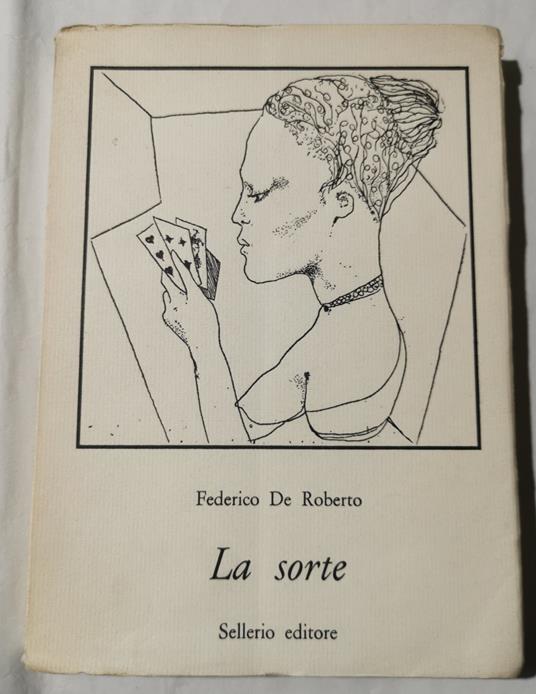 Federico De Roberto
La sorte
Sellerio editore